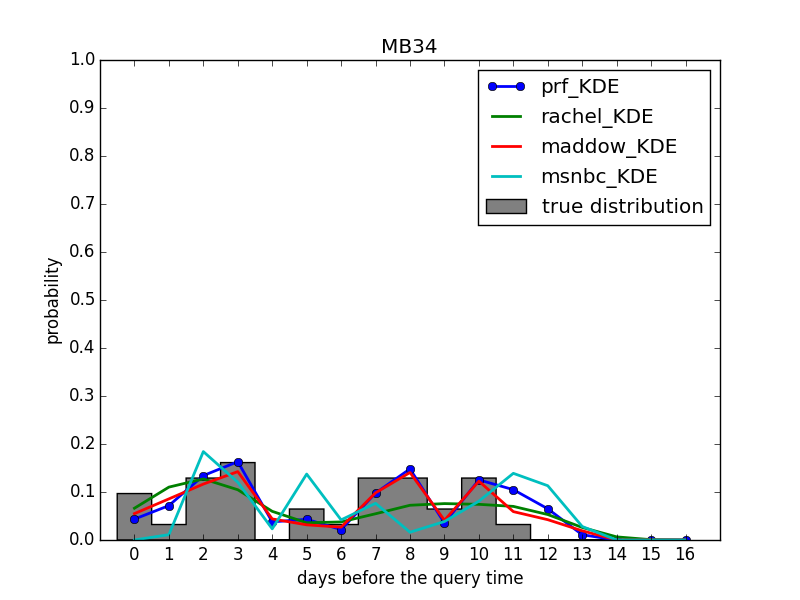 MB34
prf_KDE
rachel_KDE
maddow_KDE
msnbc_KDE
true distribution
probability
1.0
0.9
0.8
0.7
0.6
0.5
0.4
0.3
0.2
0.1
0.0
0 1 2 3 4 5 6 7 8 9 10 11 12 13 14 15 16
days before the query time